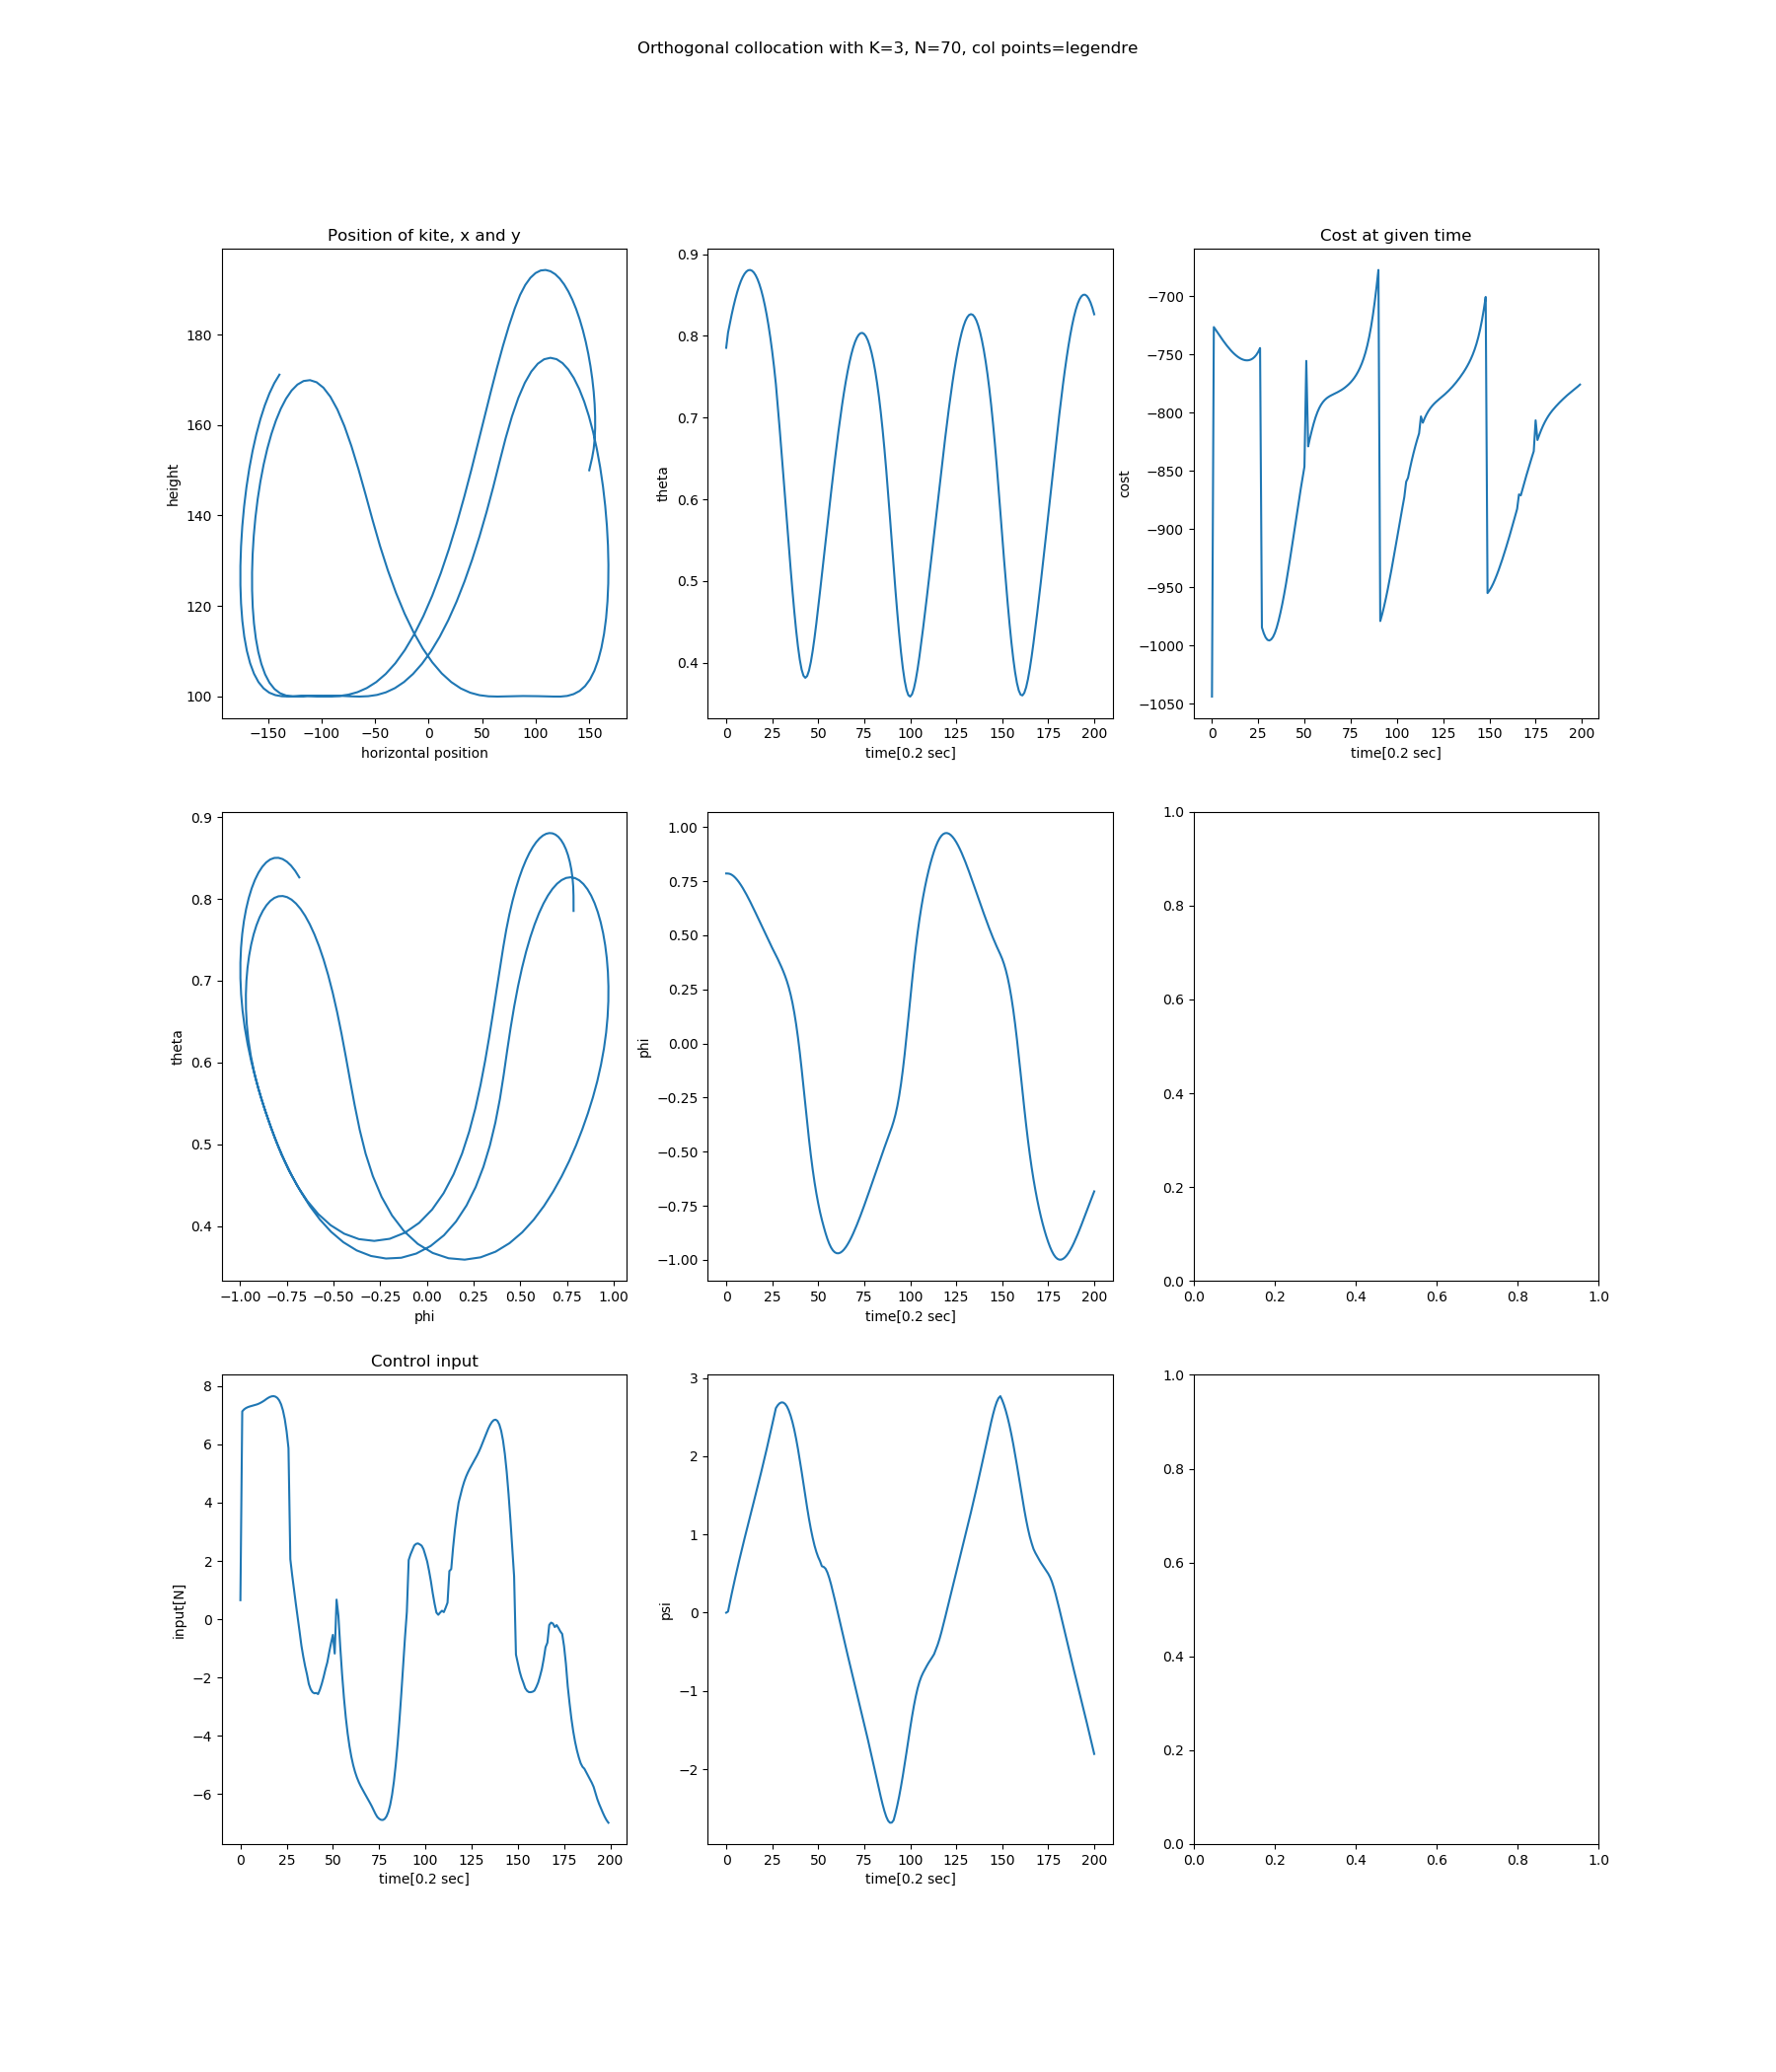 Orthogonal collocation with K=3, N=70, col points=legendre
Position of kite, x and y
180
160
140
120
100
height
−150 −100 −50 0 50 100 150
horizontal position
0.9
0.8
0.7
0.6
0.5
0.4
theta
0 25 50 75 100 125 150 175 200
time[0.2 sec]
Cost at given time
−700
−750
−800
−850
−900
−950
−1000
−1050
cost
0 25 50 75 100 125 150 175 200
time[0.2 sec]
0.9
0.8
0.7
0.6
0.5
0.4
theta
−1.00 −0.75 −0.50 −0.25 0.00 0.25 0.50 0.75 1.00
phi
1.00
0.75
0.50
0.25
0.00
−0.25
−0.50
−0.75
−1.00
phi
0 25 50 75 100 125 150 175 200
time[0.2 sec]
1.0
0.8
0.6
0.4
0.2
0.0
0.0 0.2 0.4 0.6 0.8 1.0
Control input
8
6
4
2
0
−2
−4
−6
input[N]
0 25 50 75 100 125 150 175 200
time[0.2 sec]
3
2
1
0
−1
−2
psi
0 25 50 75 100 125 150 175 200
time[0.2 sec]
1.0
0.8
0.6
0.4
0.2
0.0
0.0 0.2 0.4 0.6 0.8 1.0